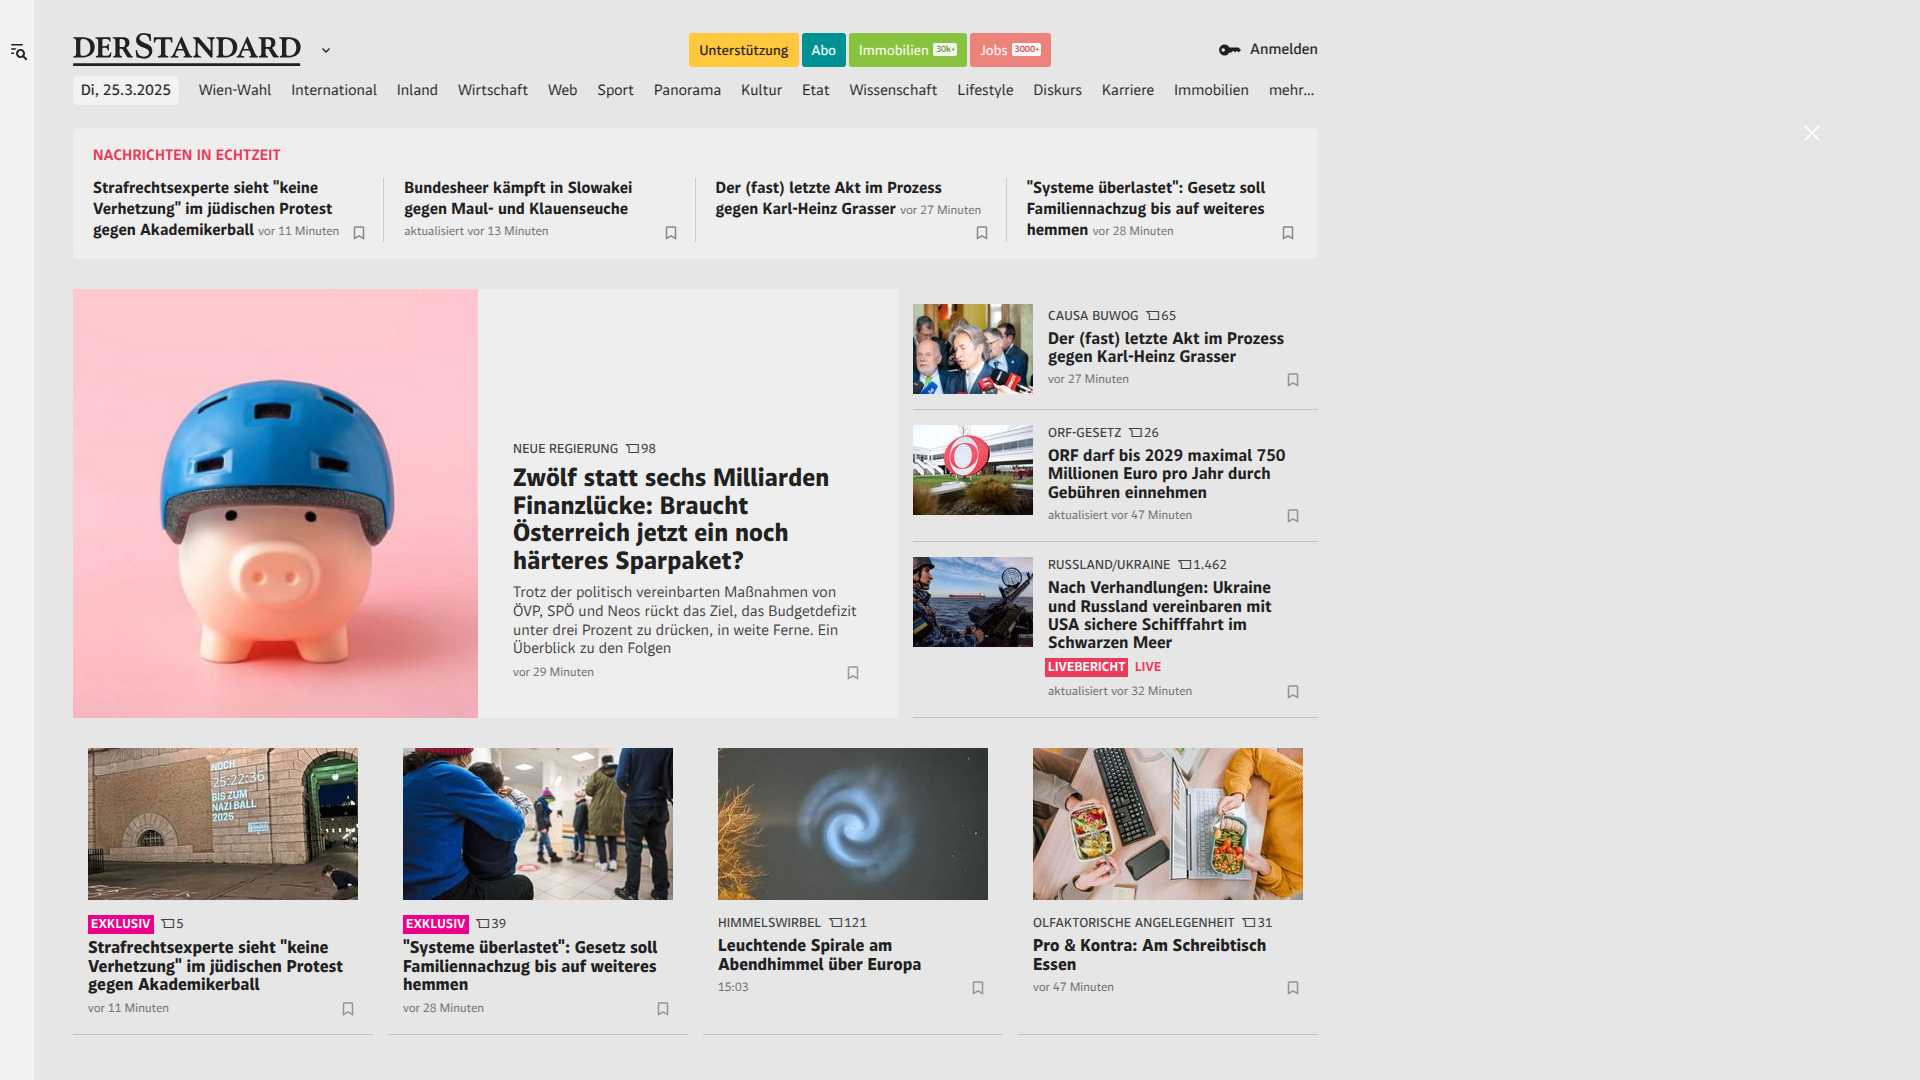 DERSTANDARD
Unterstützung
Abo
Immobilien 30k+
Jobs 3000+
Anmelden
Di, 25.3.2025
Wien-Wahl
International
Inland
Wirtschaft
Web
Sport
Panorama
Kultur
Etat
Wissenschaft
Lifestyle
Diskurs
Karriere
Immobilien
mehr...
NACHRICHTEN IN ECHTZEIT
Strafrechtsexperte sieht "keine
Verhetzung" im jüdischen Protest
gegen Akademikerball vor 11 Minuten
Bundesheer kämpft in Slowakei
gegen Maul- und Klauenseuche
aktualisiert vor 13 Minuten
Der (fast) letzte Akt im Prozess
gegen Karl-Heinz Grasser vor 27 Minuten
"Systeme überlastet": Gesetz soll
Familiennachzug bis auf weiteres
hemmen vor 28 Minuten
NEUE REGIERUNG 98
Zwölf statt sechs Milliarden
Finanzlücke: Braucht
Österreich jetzt ein noch
härteres Sparpaket?
Trotz der politisch vereinbarten Maßnahmen von
ÖVP, SPÖ und Neos rückt das Ziel, das Budgetdefizit
unter drei Prozent zu drücken, in weite Ferne. Ein
Überblick zu den Folgen
vor 29 Minuten
CAUSA BUWOG 65
Der (fast) letzte Akt im Prozess
gegen Karl-Heinz Grasser
vor 27 Minuten
ORF-GESETZ 26
ORF darf bis 2029 maximal 750
Millionen Euro pro Jahr durch
Gebühren einnehmen
aktualisiert vor 47 Minuten
RUSSLAND/UKRAINE 1.462
Nach Verhandlungen: Ukraine
und Russland vereinbaren mit
USA sichere Schifffahrt im
Schwarzen Meer
LIVEBERICHT LIVE
aktualisiert vor 32 Minuten
NOCH
25:22:36
BIS ZUM
NAZI BALL
2025
EXKLUSIV 5
Strafrechtsexperte sieht "keine
Verhetzung" im jüdischen Protest
gegen Akademikerball
vor 11 Minuten
EXKLUSIV 39
"Systeme überlastet": Gesetz soll
Familiennachzug bis auf weiteres
hemmen
vor 28 Minuten
HIMMELSWIRBEL 121
Leuchtende Spirale am
Abendhimmel über Europa
15:03
OLFAKTORISCHE ANGELEGENHEIT 31
Pro & Kontra: Am Schreibtisch
Essen
vor 47 Minuten